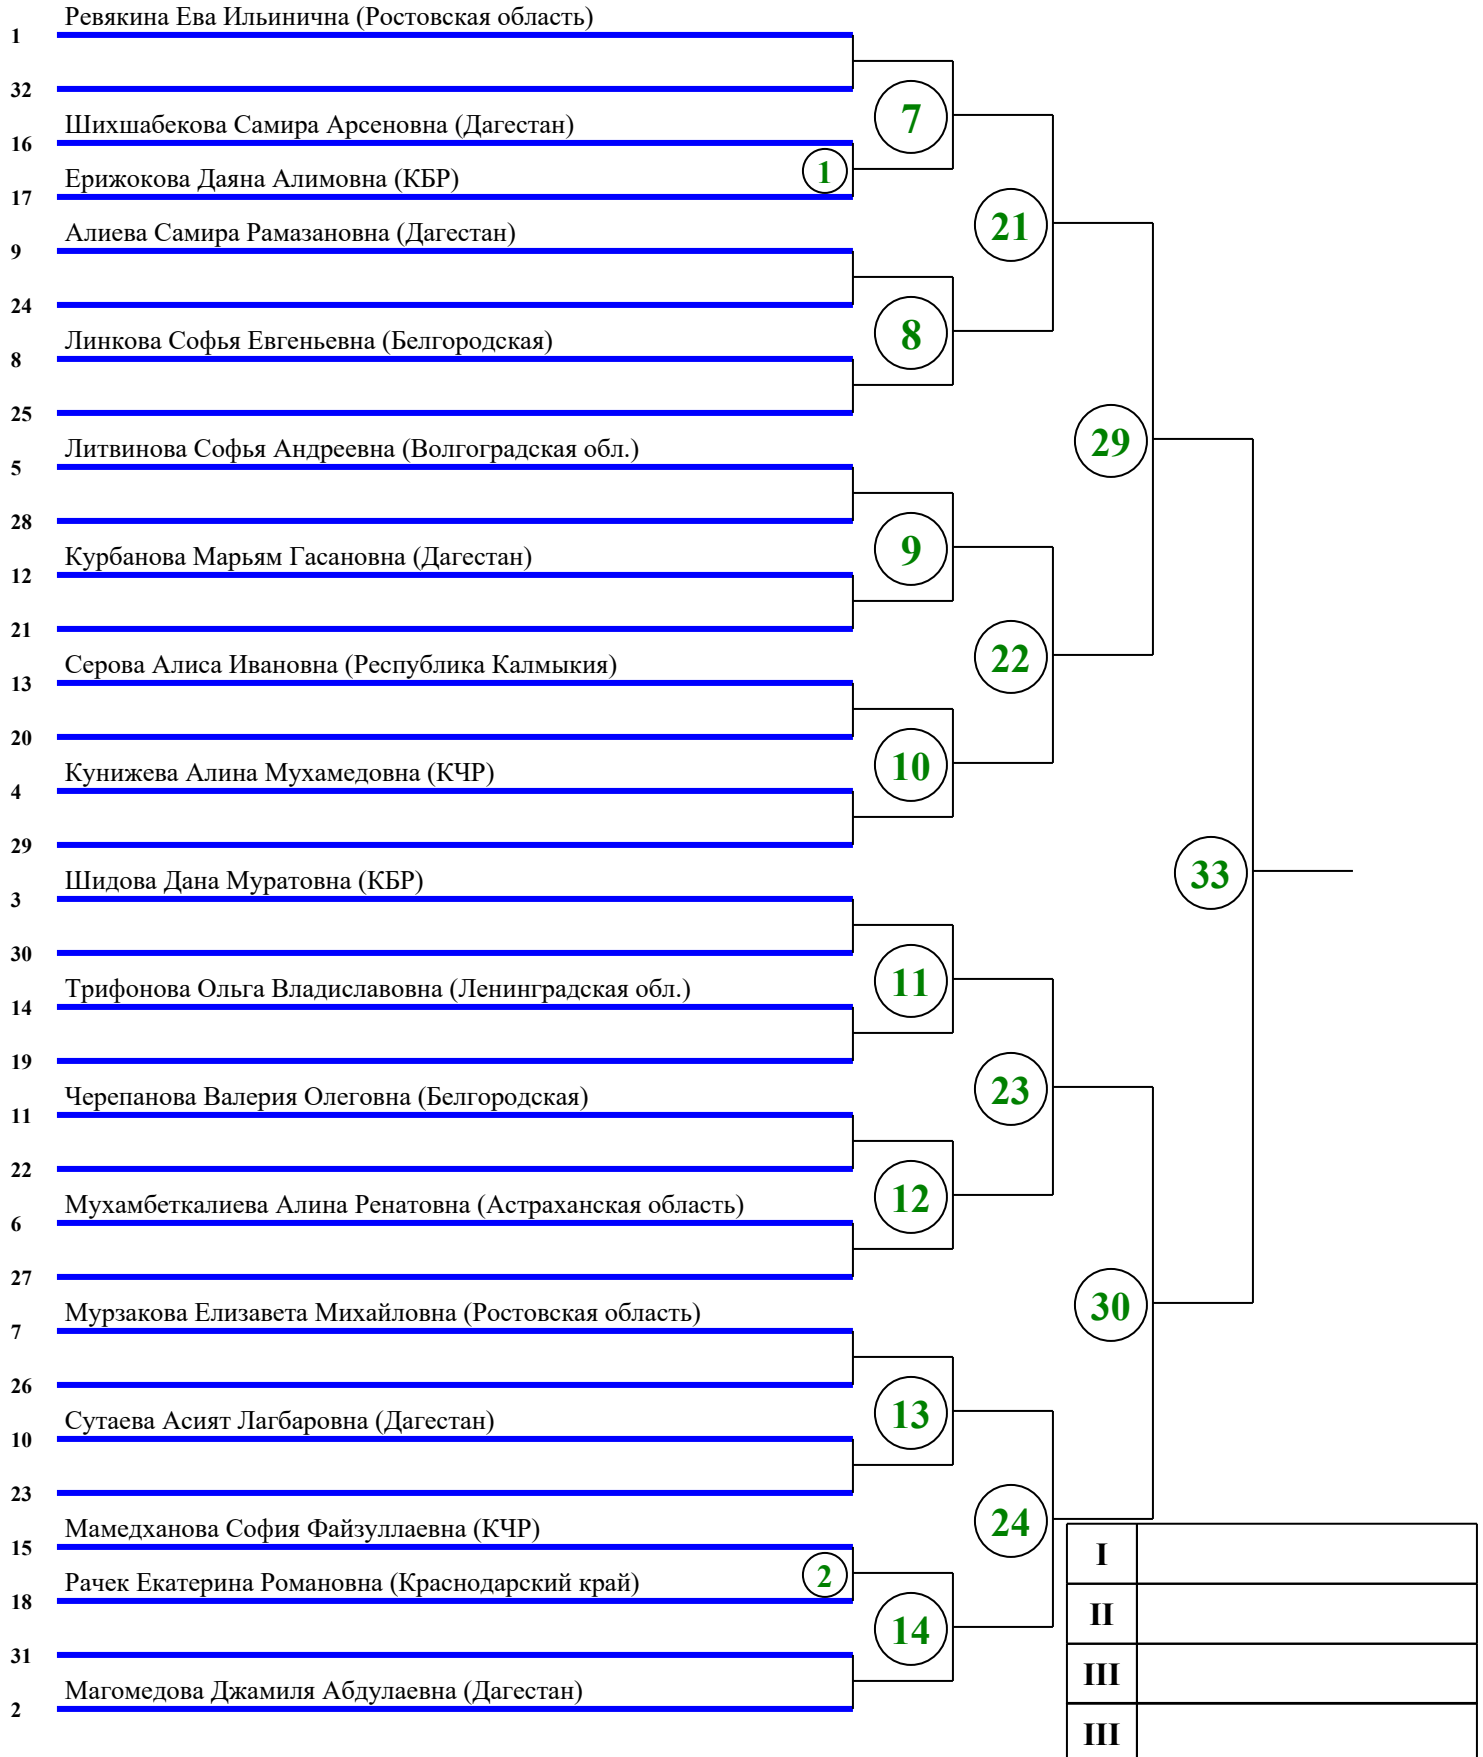 Ревякина Ева Ильинична (Ростовская область)
1
32
7
Шихшабекова Самира Арсеновна (Дагестан)
16
1
Ерижокова Даяна Алимовна (КБР)
17
21
Алиева Самира Рамазановна (Дагестан)
9
24
8
Линкова Софья Евгеньевна (Белгородская)
8
25
29
Литвинова Софья Андреевна (Волгоградская обл.)
5
28
9
Курбанова Марьям Гасановна (Дагестан)
12
21
22
Серова Алиса Ивановна (Республика Калмыкия)
13
20
10
Кунижева Алина Мухамедовна (КЧР)
4
29
33
Шидова Дана Муратовна (КБР)
3
30
11
Трифонова Ольга Владиславовна (Ленинградская обл.)
14
19
23
Черепанова Валерия Олеговна (Белгородская)
11
22
12
Мухамбеткалиева Алина Ренатовна (Астраханская область)
6
27
30
Мурзакова Елизавета Михайловна (Ростовская область)
7
26
13
Сутаева Асият Лагбаровна (Дагестан)
10
23
24
Мамедханова София Файзуллаевна (КЧР)
15
I
2
Рачек Екатерина Романовна (Краснодарский край)
18
II
14
31
III
Магомедова Джамиля Абдулаевна (Дагестан)
2
III